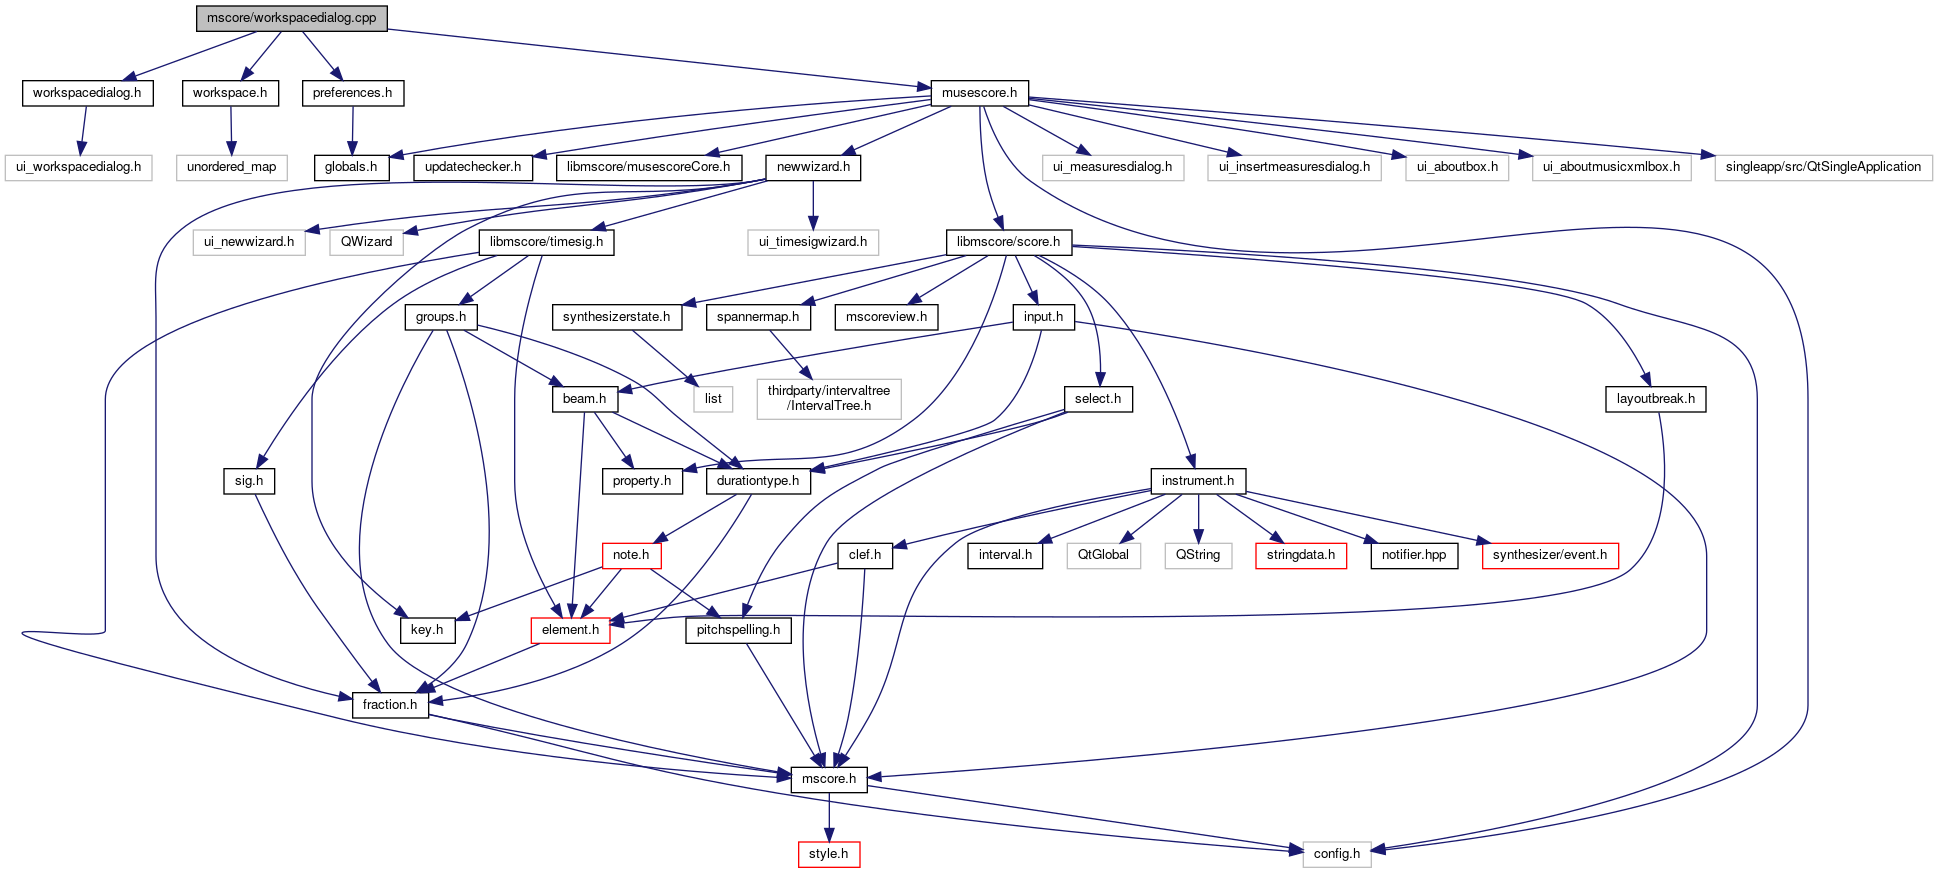 mscore/workspacedialog.cpp
workspacedialog.h
workspace.h
preferences.h
musescore.h
ui_workspacedialog.h
unordered_map
globals.h
updatechecker.h
libmscore/musescoreCore.h
newwizard.h
ui_measuresdialog.h
ui_insertmeasuresdialog.h
ui_aboutbox.h
ui_aboutmusicxmlbox.h
singleapp/src/QtSingleApplication
ui_newwizard.h
QWizard
libmscore/timesig.h
ui_timesigwizard.h
libmscore/score.h
groups.h
synthesizerstate.h
spannermap.h
mscoreview.h
input.h
beam.h
list
thirdparty/intervaltree
/IntervalTree.h
select.h
layoutbreak.h
sig.h
property.h
durationtype.h
instrument.h
note.h
clef.h
interval.h
QtGlobal
QString
stringdata.h
notifier.hpp
synthesizer/event.h
key.h
element.h
pitchspelling.h
fraction.h
mscore.h
style.h
config.h